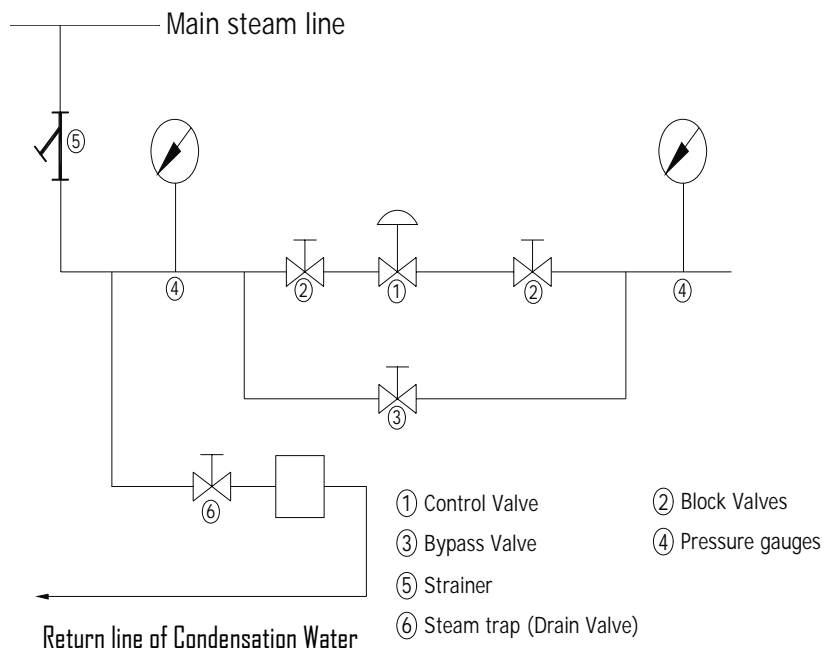 Main steam line
⑤
④
②
①
②
④
③
⑥
① Control Valve
② Block Valves
③ Bypass Valve
④ Pressure gauges
⑤ Strainer
⑥ Steam trap (Drain Valve)
Return line of Condensation Water